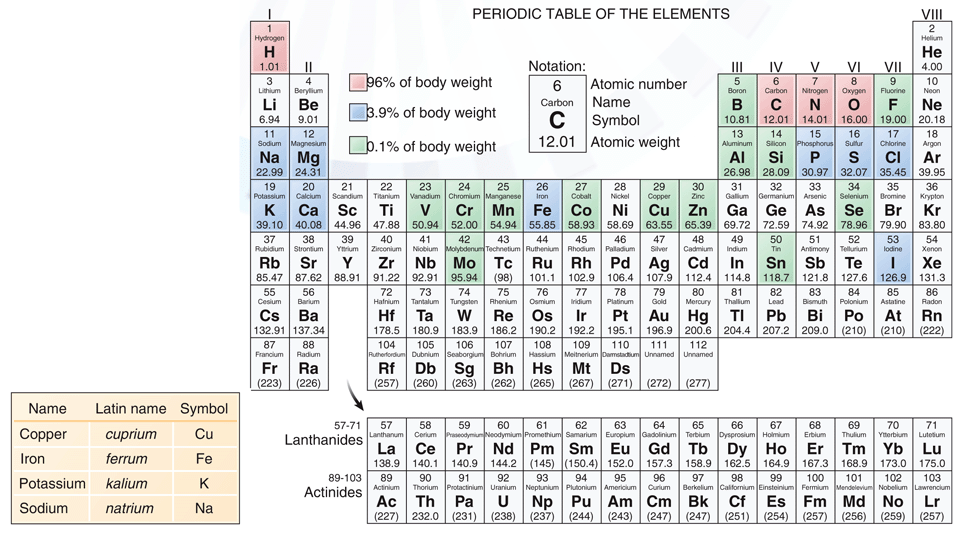 PERIODIC TABLE OF THE ELEMENTS
I
II
III
IV
V
VI
VII
VIII
96% of body weight
3.9% of body weight
0.1% of body weight
Notation:
6
Carbon
C
12.01
Atomic number
Name
Symbol
Atomic weight
1 Hydrogen H 1.01
2 Helium He 4.00
3 Lithium Li 6.94
4 Beryllium Be 9.01
5 Boron B 10.81
6 Carbon C 12.01
7 Nitrogen N 14.01
8 Oxygen O 16.00
9 Fluorine F 19.00
10 Neon Ne 20.18
11 Sodium Na 22.99
12 Magnesium Mg 24.31
13 Aluminum Al 26.98
14 Silicon Si 28.09
15 Phosphorus P 30.97
16 Sulfur S 32.07
17 Chlorine Cl 35.45
18 Argon Ar 39.95
19 Potassium K 39.10
20 Calcium Ca 40.08
21 Scandium Sc 44.96
22 Titanium Ti 47.88
23 Vanadium V 50.94
24 Chromium Cr 52.00
25 Manganese Mn 54.94
26 Iron Fe 55.85
27 Cobalt Co 58.93
28 Nickel Ni 58.69
29 Copper Cu 63.55
30 Zinc Zn 65.39
31 Gallium Ga 69.72
32 Germanium Ge 72.59
33 Arsenic As 74.92
34 Selenium Se 78.96
35 Bromine Br 79.90
36 Krypton Kr 83.80
37 Rubidium Rb 85.47
38 Strontium Sr 87.62
39 Yttrium Y 88.91
40 Zirconium Zr 91.22
41 Niobium Nb 92.91
42 Molybdenum Mo 95.94
43 Technetium Tc (98)
44 Ruthenium Ru 101.1
45 Rhodium Rh 102.9
46 Palladium Pd 106.4
47 Silver Ag 107.9
48 Cadmium Cd 112.4
49 Indium In 114.8
50 Tin Sn 118.7
51 Antimony Sb 121.8
52 Tellurium Te 127.6
53 Iodine I 126.9
54 Xenon Xe 131.3
55 Cesium Cs 132.91
56 Barium Ba 137.34
72 Hafnium Hf 178.5
73 Tantalum Ta 180.9
74 Tungsten W 183.9
75 Rhenium Re 186.2
76 Osmium Os 190.2
77 Iridium Ir 192.2
78 Platinum Pt 195.1
79 Gold Au 196.9
80 Mercury Hg 200.6
81 Thallium Tl 204.4
82 Lead Pb 207.2
83 Bismuth Bi 209.0
84 Polonium Po (210)
85 Astatine At (210)
86 Radon Rn (222)
87 Francium Fr (223)
88 Radium Ra (226)
104 Rutherfordium Rf (257)
105 Dubnium Db (260)
106 Seaborgium Sg (263)
107 Bohrium Bh (262)
108 Hassium Hs (265)
109 Meitnerium Mt (267)
110 Darmstadtium Ds (271)
111 Unnamed (272)
112 Unnamed (277)
57-71
Lanthanides
57 Lanthanum La 138.9
58 Cerium Ce 140.1
59 Praseodymium Pr 140.9
60 Neodymium Nd 144.2
61 Promethium Pm (145)
62 Samarium Sm (150.4)
63 Europium Eu 152.0
64 Gadolinium Gd 157.3
65 Terbium Tb 158.9
66 Dysprosium Dy 162.5
67 Holmium Ho 164.9
68 Erbium Er 167.3
69 Thulium Tm 168.9
70 Ytterbium Yb 173.0
71 Lutetium Lu 175.0
89-103
Actinides
89 Actinium Ac (227)
90 Thorium Th 232.0
91 Protactinium Pa (231)
92 Uranium U (238)
93 Neptunium Np (237)
94 Plutonium Pu (244)
95 Americium Am (243)
96 Curium Cm (247)
97 Berkelium Bk (247)
98 Californium Cf (251)
99 Einsteinium Es (254)
100 Fermium Fm (257)
101 Mendelevium Md (256)
102 Nobelium No (259)
103 Lawrencium Lr (257)
Name Latin name Symbol
Copper cuprium Cu
Iron ferrum Fe
Potassium kalium K
Sodium natrium Na